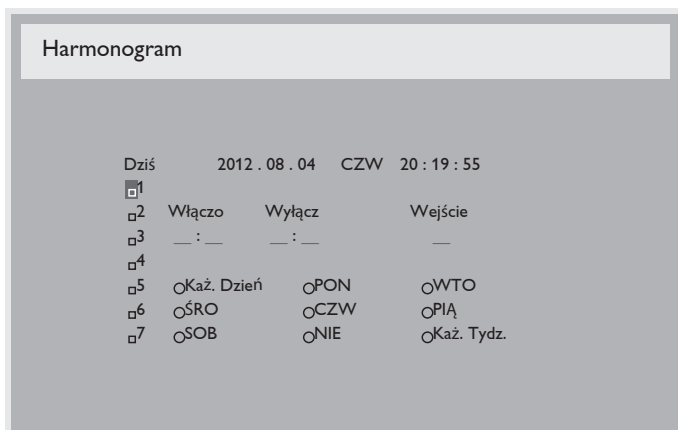 Harmonogram
Dziś 2012 . 08 . 04 CZW 20 : 19 : 55
1
2 Włączo Wyłącz Wejście
3 __ : __ __ : __ __
4
5 Każ. Dzień PON WTO
6 ŚRO CZW PIĄ
7 SOB NIE Każ. Tydz.